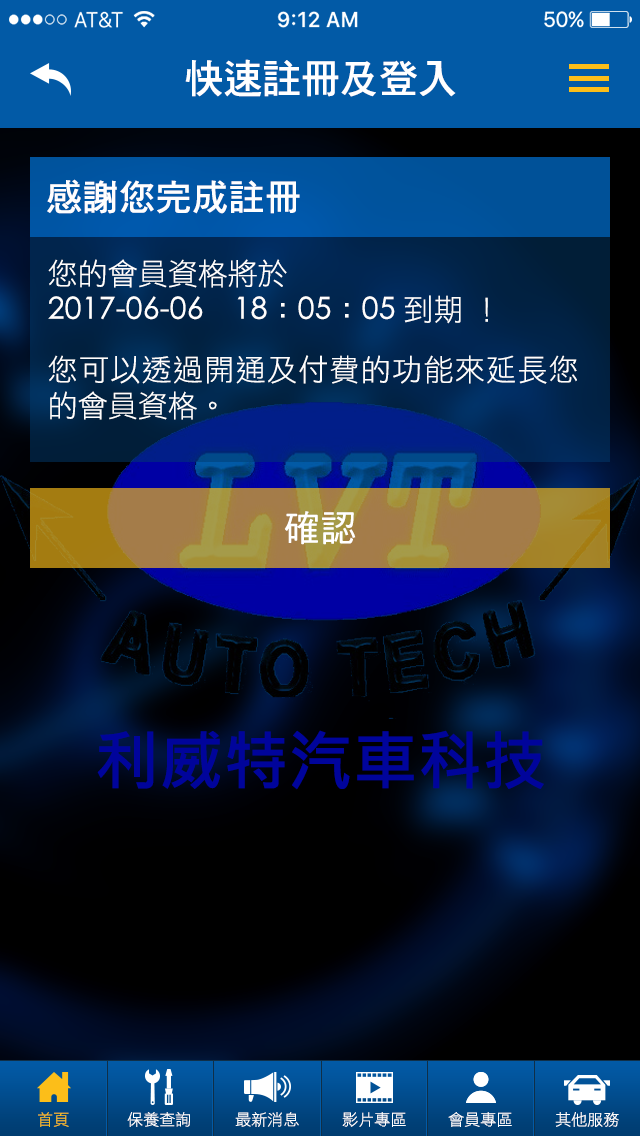 AT&T 9:12 AM 50%
快速註冊及登入
感謝您完成註冊
您的會員資格將於
2017-06-06 18：05：05 到期 ！
您可以透過開通及付費的功能來延長您
的會員資格。
LVT
確認
AUTO TECH
利威特汽車科技
首頁 保養查詢 最新消息 影片專區 會員專區 其他服務